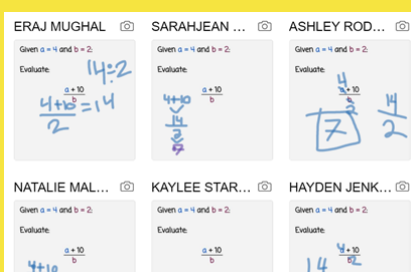 ERAJ MUGHAL
Given a = 4 and b = 2:
Evaluate:
14÷2
a + 10
b
4+10 =14
2
SARAHJEAN ...
Given a = 4 and b = 2:
Evaluate:
a + 10
b
4+10
14
2
7
ASHLEY ROD...
Given a = 4 and b = 2:
Evaluate:
4
a + 10
b
2
7
14
2
NATALIE MAL...
Given a = 4 and b = 2:
Evaluate:
a + 10
b
4+10
KAYLEE STAR...
Given a = 4 and b = 2:
Evaluate:
a + 10
b
HAYDEN JENK...
Given a = 4 and b = 2:
Evaluate:
4 + 10
b2
14